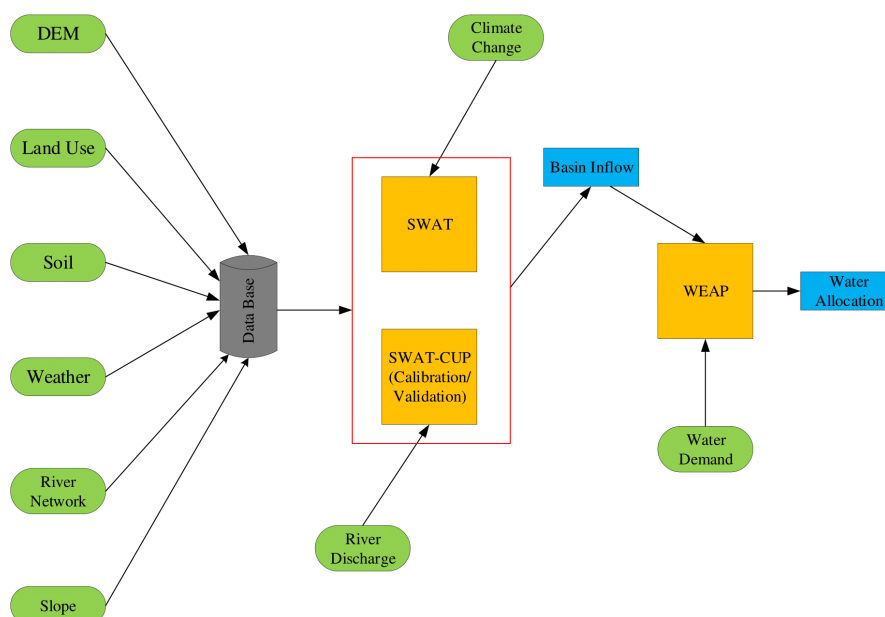 DEM
Land Use
Soil
Weather
River
Network
Slope
Data Base
Climate
Change
SWAT
SWAT-CUP
(Calibration/
Validation)
River
Discharge
Basin Inflow
WEAP
Water
Demand
Water
Allocation